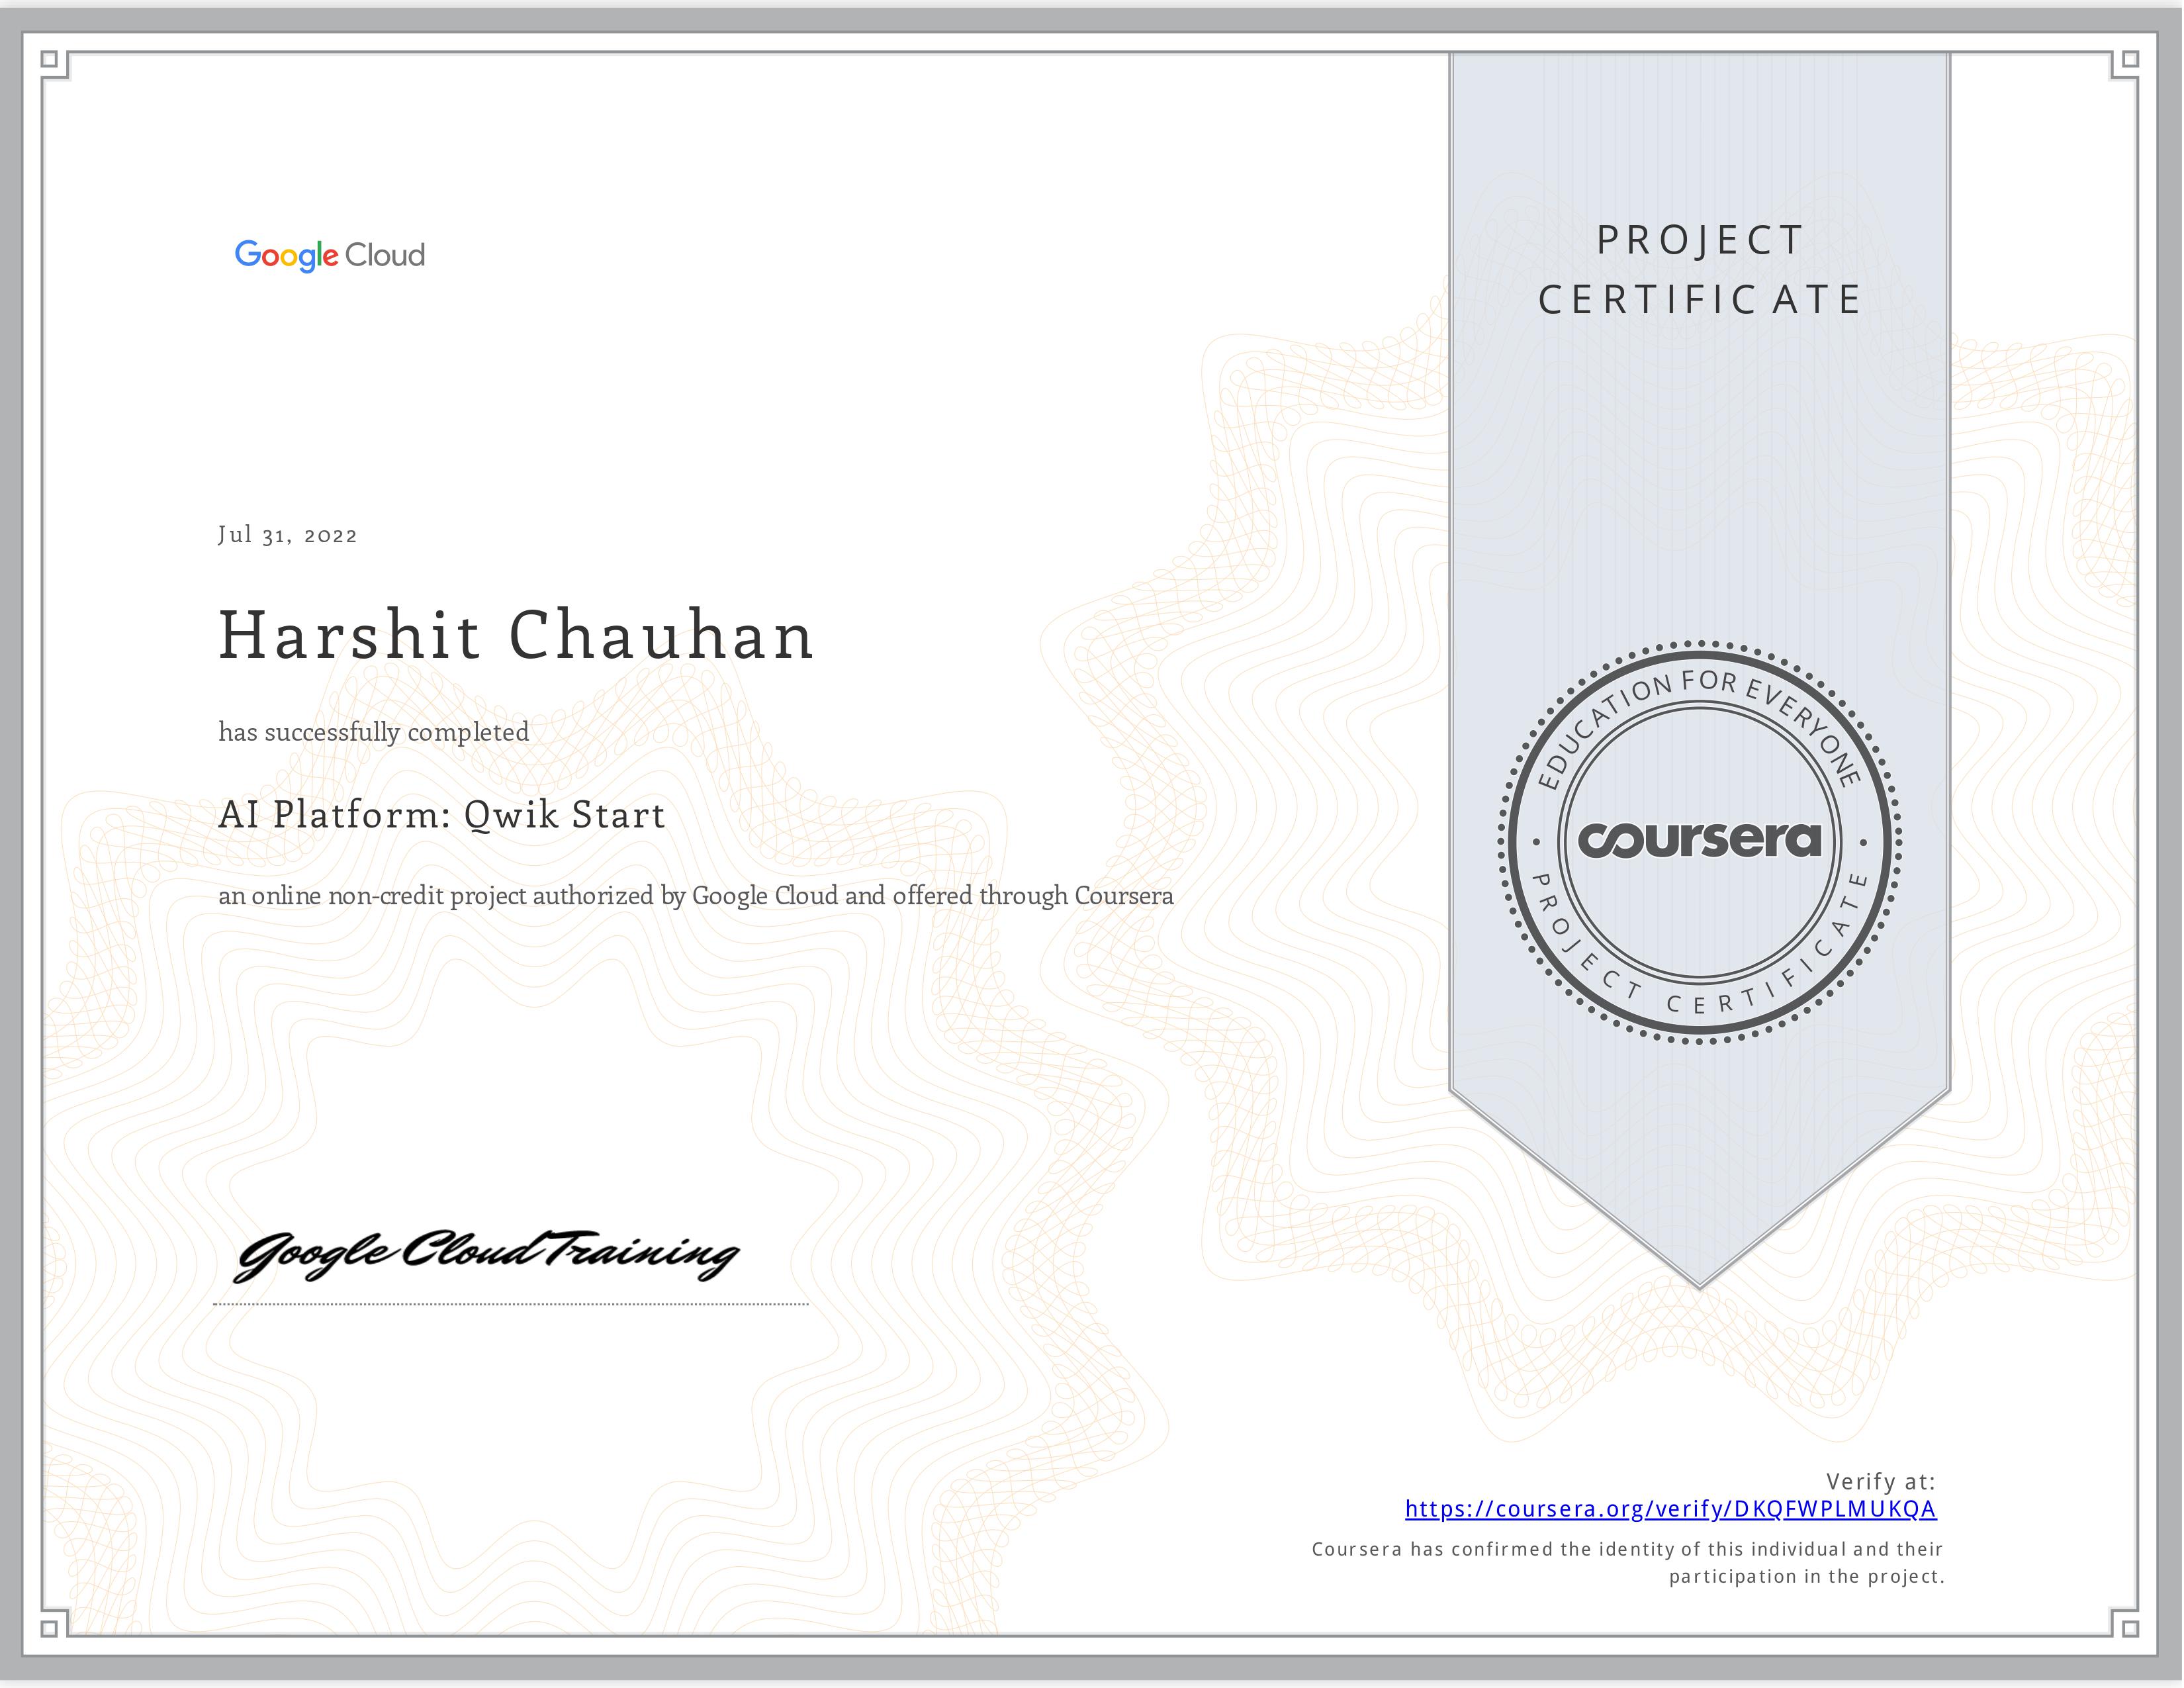 Google Cloud
PROJECT
CERTIFICATE
Jul 31, 2022
Harshit Chauhan
has successfully completed
AI Platform: Qwik Start
an online non-credit project authorized by Google Cloud and offered through Coursera
EDUCATION FOR EVERYONE
coursera
PROJECT CERTIFICATE
Google Cloud Training
Verify at:
https://coursera.org/verify/DKQFWPLMUKQA
Coursera has confirmed the identity of this individual and their
participation in the project.